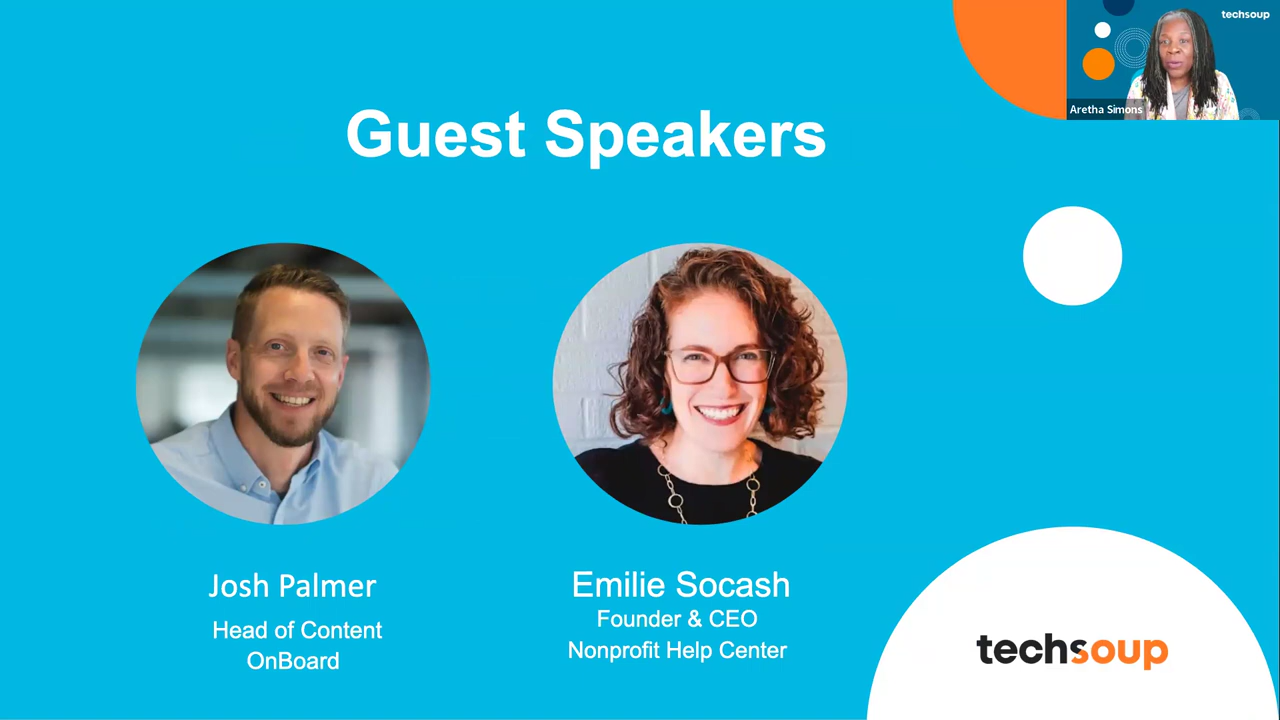 techsoup
Aretha Simons
Guest Speakers
Josh Palmer
Head of Content
OnBoard
Emilie Socash
Founder & CEO
Nonprofit Help Center
techsoup